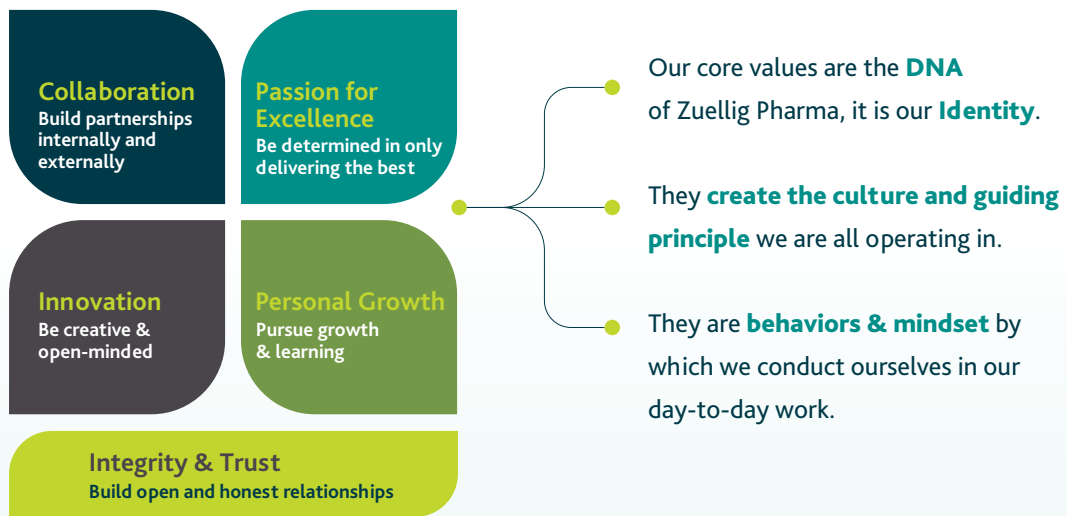 Collaboration
Build partnerships
internally and
externally
Passion for
Excellence
Be determined in only
delivering the best
Innovation
Be creative &
open-minded
Personal Growth
Pursue growth
& learning
Integrity & Trust
Build open and honest relationships
Our core values are the DNA
of Zuellig Pharma, it is our Identity.
They create the culture and guiding
principle we are all operating in.
They are behaviors & mindset by
which we conduct ourselves in our
day-to-day work.